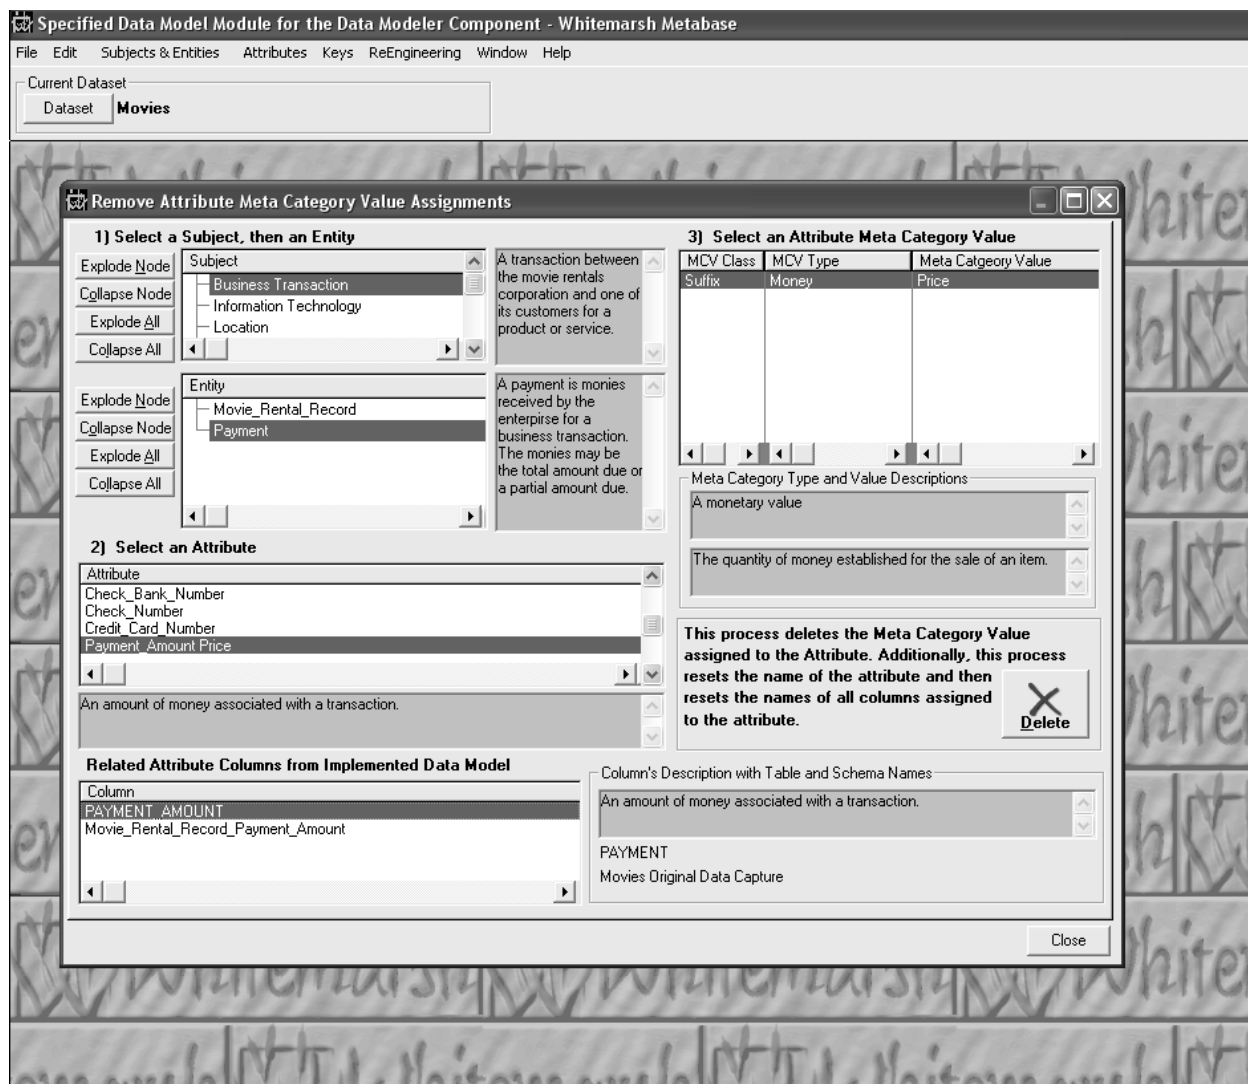 Specified Data Model Module for the Data Modeler Component - Whitemarsh Metabase
File Edit Subjects & Entities Attributes Keys ReEngineering Window Help
Current Dataset
Dataset Movies
Remove Attribute Meta Category Value Assignments
1) Select a Subject, then an Entity
Explode Node
Collapse Node
Explode All
Collapse All
Subject
Business Transaction
Information Technology
Location
A transaction between
the movie rentals
corporation and one of
its customers for a
product or service.
Explode Node
Collapse Node
Explode All
Collapse All
Entity
Movie_Rental_Record
Payment
A payment is monies
received by the
enterpirse for a
business transaction.
The monies may be
the total amount due or
a partial amount due.
2) Select an Attribute
Attribute
Check_Bank_Number
Check_Number
Credit_Card_Number
Payment_Amount Price
An amount of money associated with a transaction.
Related Attribute Columns from Implemented Data Model
Column
PAYMENT_AMOUNT
Movie_Rental_Record_Payment_Amount
3) Select an Attribute Meta Category Value
MCV Class MCV Type Meta Catgeory Value
Suffix Money Price
Meta Category Type and Value Descriptions
A monetary value
The quantity of money established for the sale of an item.
This process deletes the Meta Category Value
assigned to the Attribute. Additionally, this process
resets the name of the attribute and then
resets the names of all columns assigned
to the attribute.
Delete
Column's Description with Table and Schema Names
An amount of money associated with a transaction.
PAYMENT
Movies Original Data Capture
Close
Whitemarsh